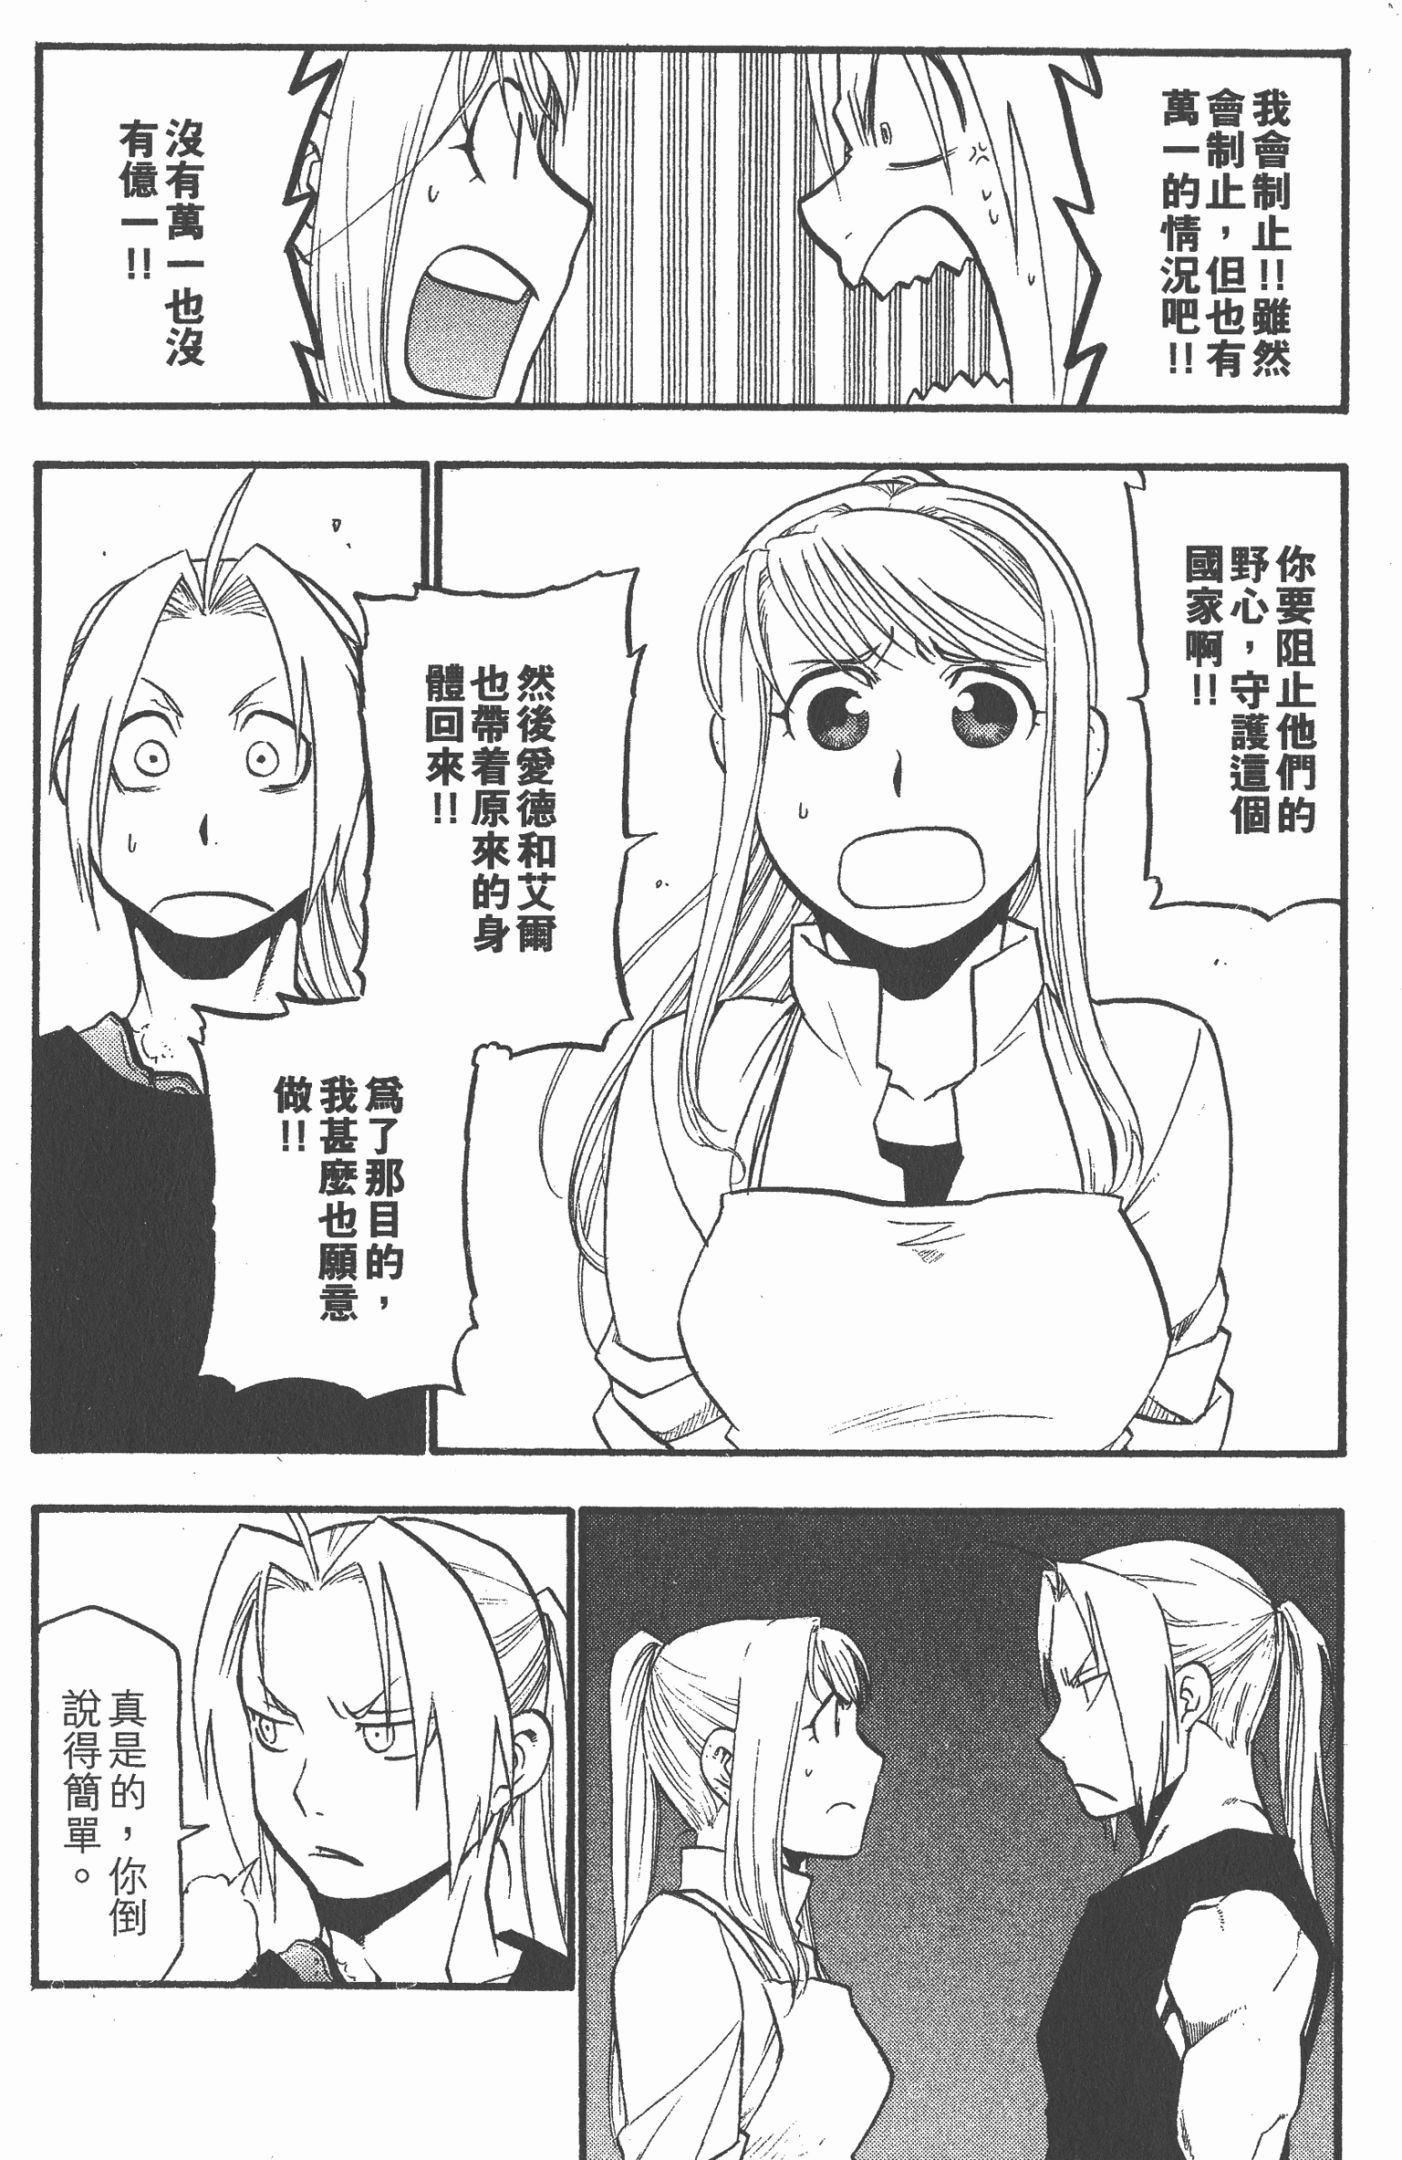 我會制止!!雖然
會制止，但也有
萬一的情況吧!!
沒有萬一也沒
有億一!!
你要阻止他們的
野心，守護這個
國家啊!!
然後愛德和艾爾
也帶着原來的身
體回來!!
爲了那目的，
我甚麼也願意
做!!
真是的，你倒
說得簡單。